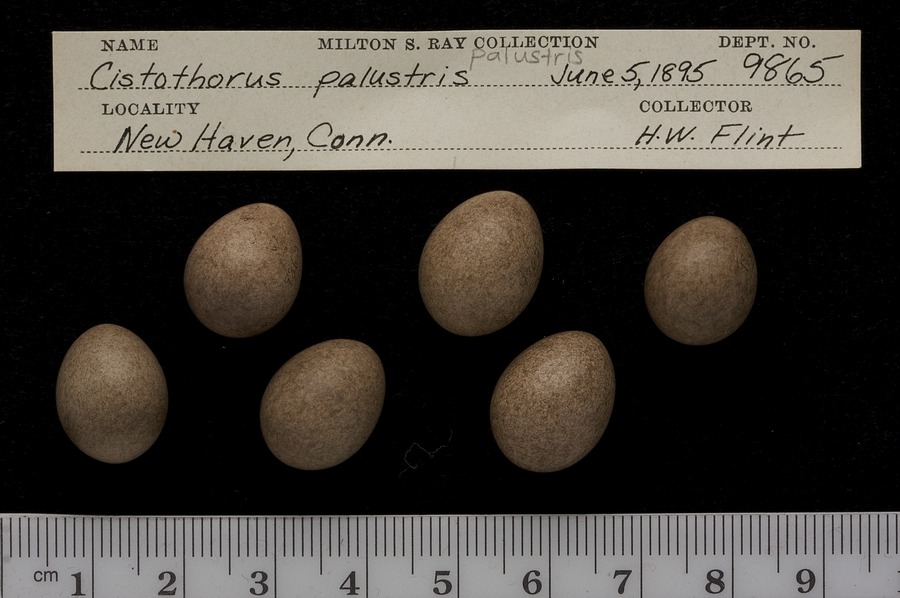 NAME MILTON S. RAY COLLECTION DEPT. NO.
palustris
Cistothorus palustris June 5, 1895 9865
LOCALITY COLLECTOR
New Haven, Conn. H.W. Flint
cm 1 2 3 4 5 6 7 8 9